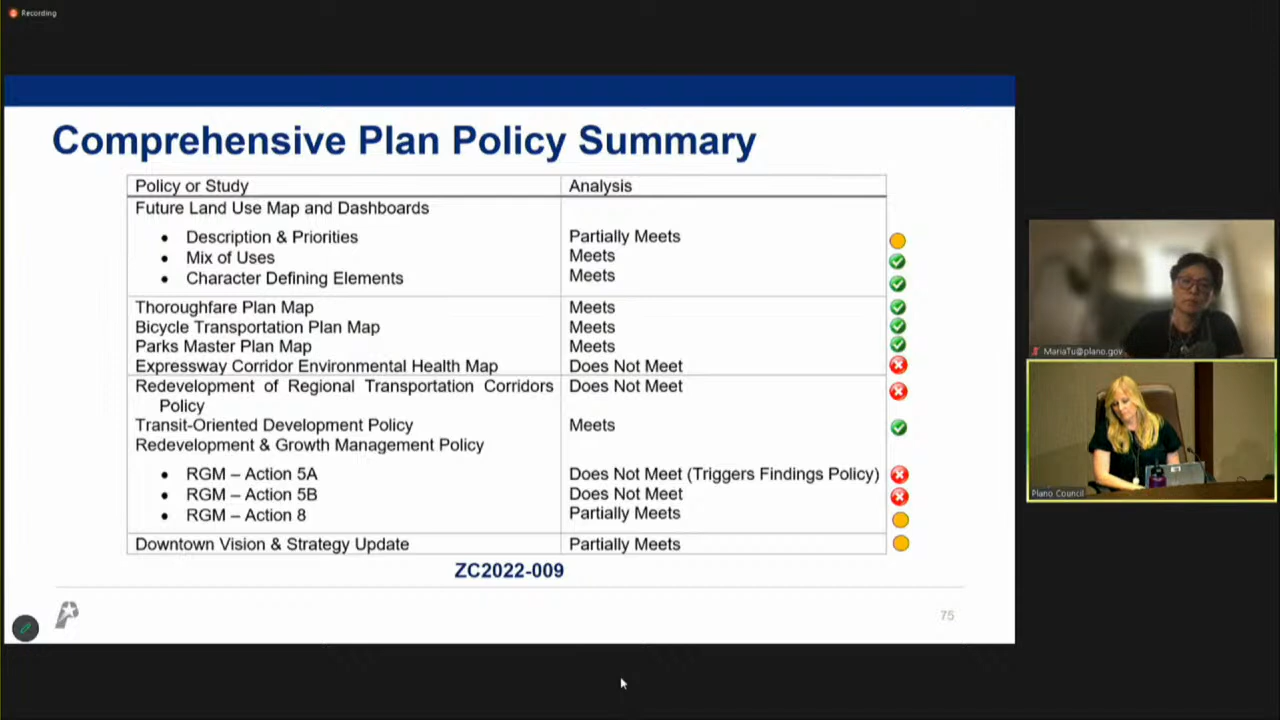 Recording
Comprehensive Plan Policy Summary
Policy or Study Analysis
Future Land Use Map and Dashboards
• Description & Priorities Partially Meets
• Mix of Uses Meets
• Character Defining Elements Meets
Thoroughfare Plan Map Meets
Bicycle Transportation Plan Map Meets
Parks Master Plan Map Meets
Expressway Corridor Environmental Health Map Does Not Meet
Redevelopment of Regional Transportation Corridors Does Not Meet
Policy
Transit-Oriented Development Policy Meets
Redevelopment & Growth Management Policy
• RGM – Action 5A Does Not Meet (Triggers Findings Policy)
• RGM – Action 5B Does Not Meet
• RGM – Action 8 Partially Meets
Downtown Vision & Strategy Update Partially Meets
ZC2022-009
75
MariaTu@plano.gov
Plano Council